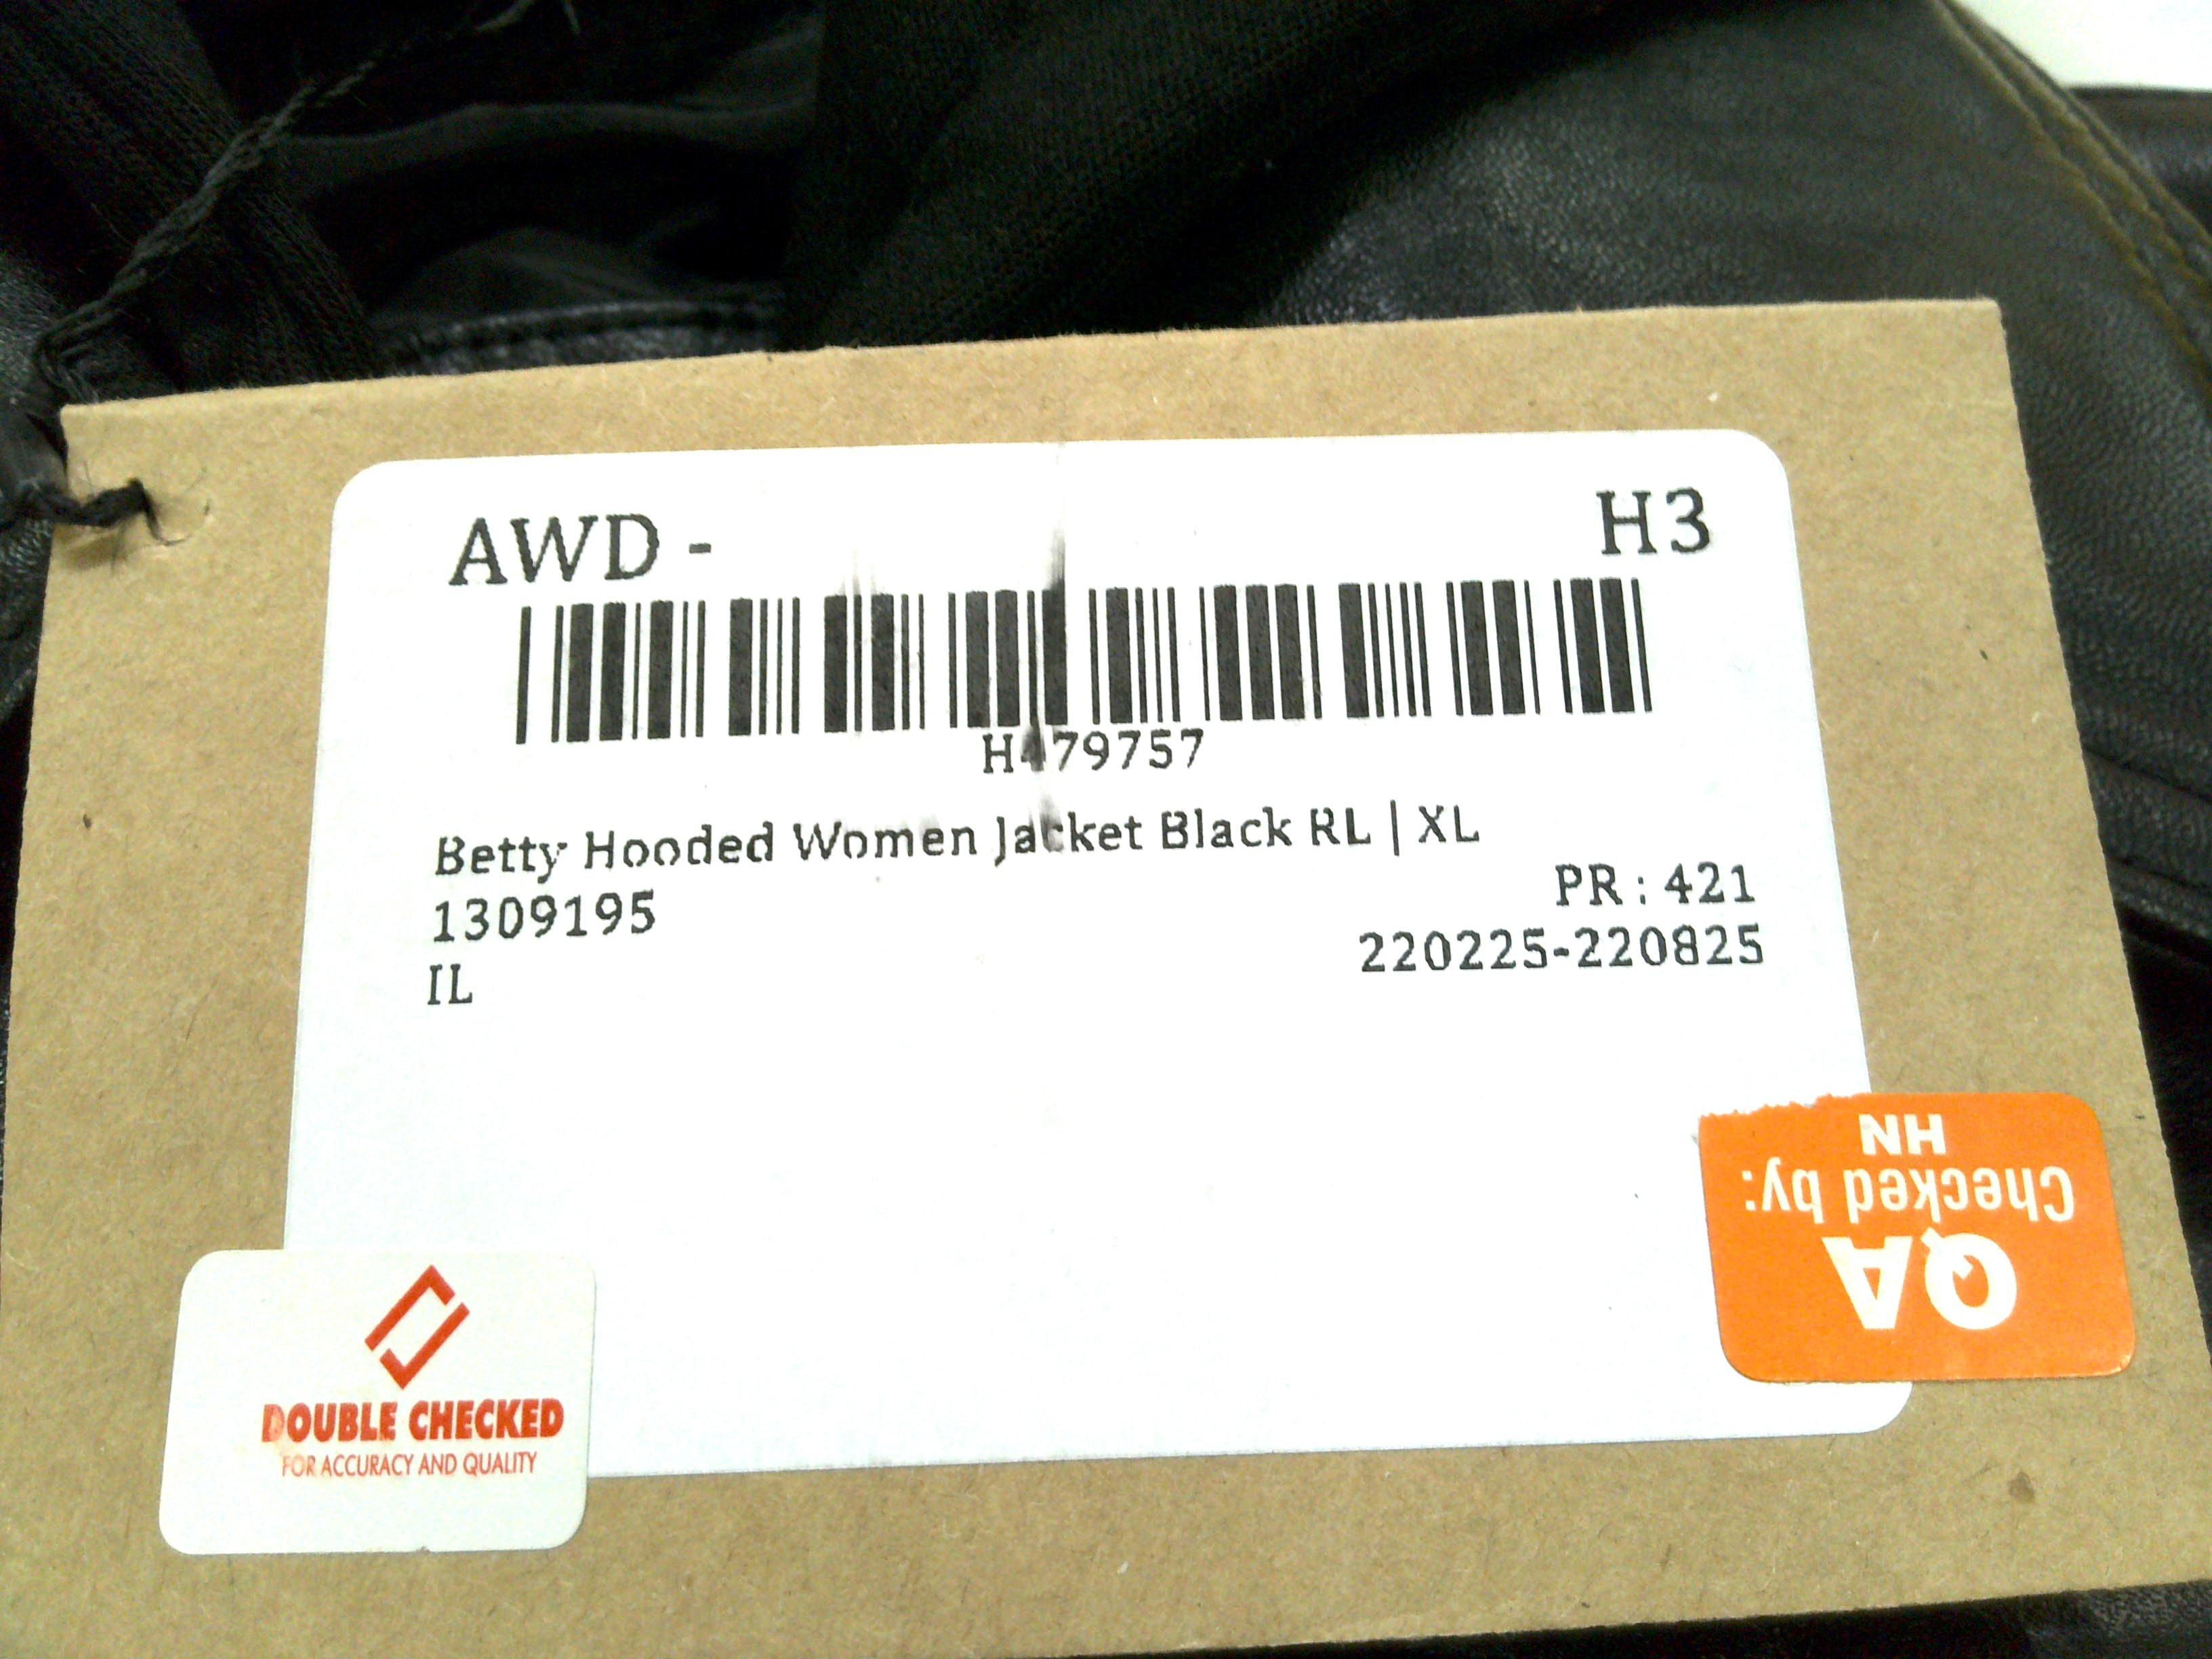 AWD - H3
H479757
Betty Hooded Women Jacket Black RL | XL
1309195 PR : 421
IL 220225-220825
QA
Checked by:
HN
DOUBLE CHECKED
FOR ACCURACY AND QUALITY